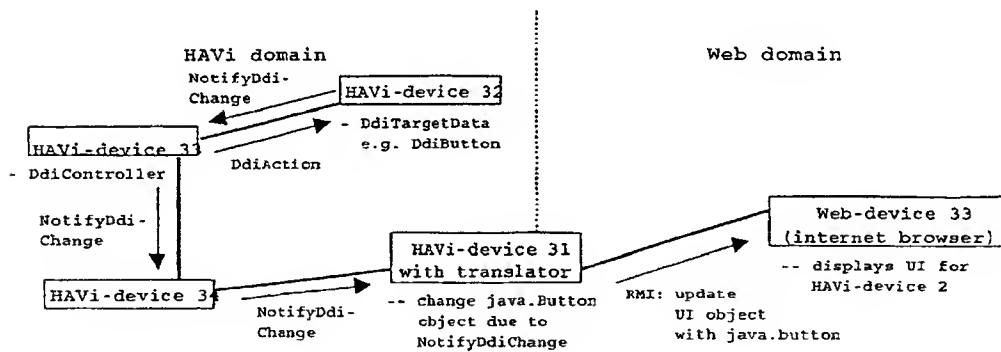 HAVi domain
Web domain
NotifyDdi-
Change
HAVi-device 32
- DdiTargetData
e.g. DdiButton
HAVi-device 33
DdiAction
- DdiController
NotifyDdi-
Change
HAVi-device 34
NotifyDdi-
Change
HAVi-device 31
with translator
-- change java.Button
object due to
NotifyDdiChange
RMI: update
UI object
with java.button
Web-device 33
(internet browser)
-- displays UI for
HAVi-device 2